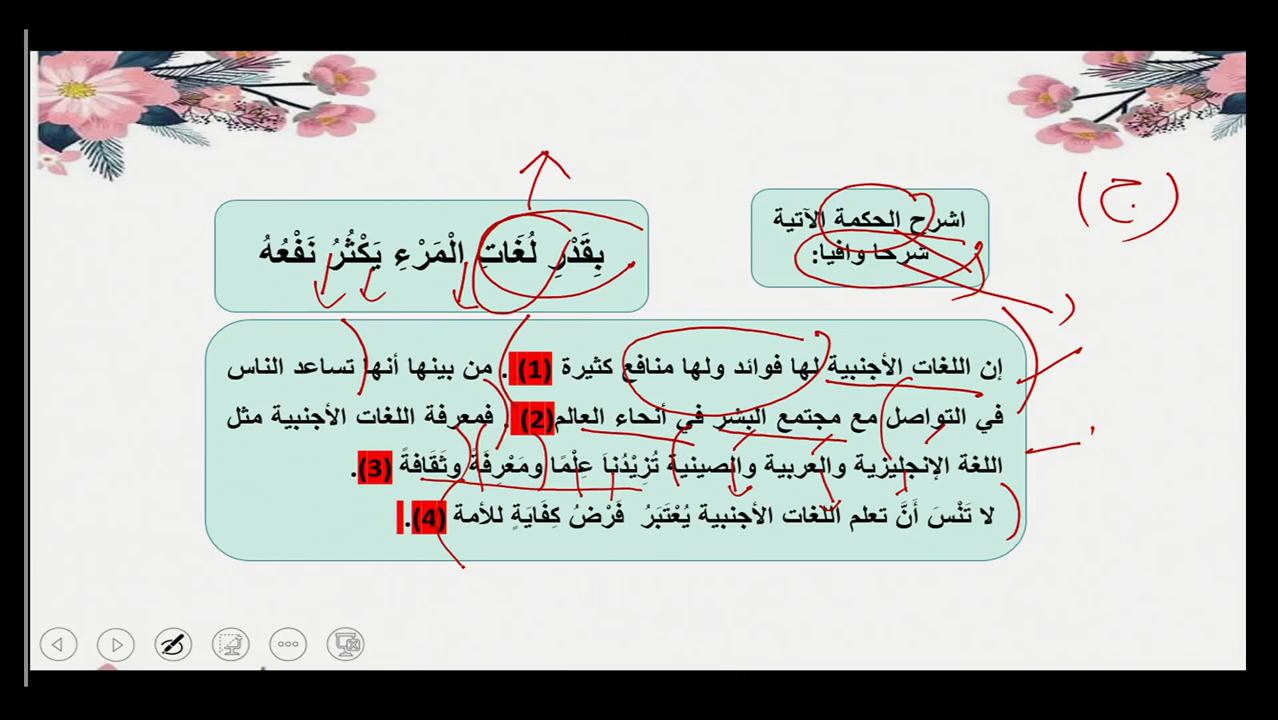 (ج)
اشرح الحكمة الآتية
شرحا وافيا:
بِقَدْرِ لُغَاتِ الْمَرْءِ يَكْثُرُ نَفْعُهُ
إن اللغات الأجنبية لها فوائد ولها منافع كثيرة (1) . من بينها أنها تساعد الناس
في التواصل مع مجتمع البشر في أنحاء العالم(2) . فمعرفة اللغات الأجنبية مثل
اللغة الإنجليزية والعربية والصينية تُزِيْدُنَا عِلْمًا ومَعْرِفَةً وثَقَافةً (3) .
لا تَنْسَ أَنَّ تعلم اللغات الأجنبية يُعْتَبَرُ فَرْضُ كِفَايَةٍ للأمة (4) .